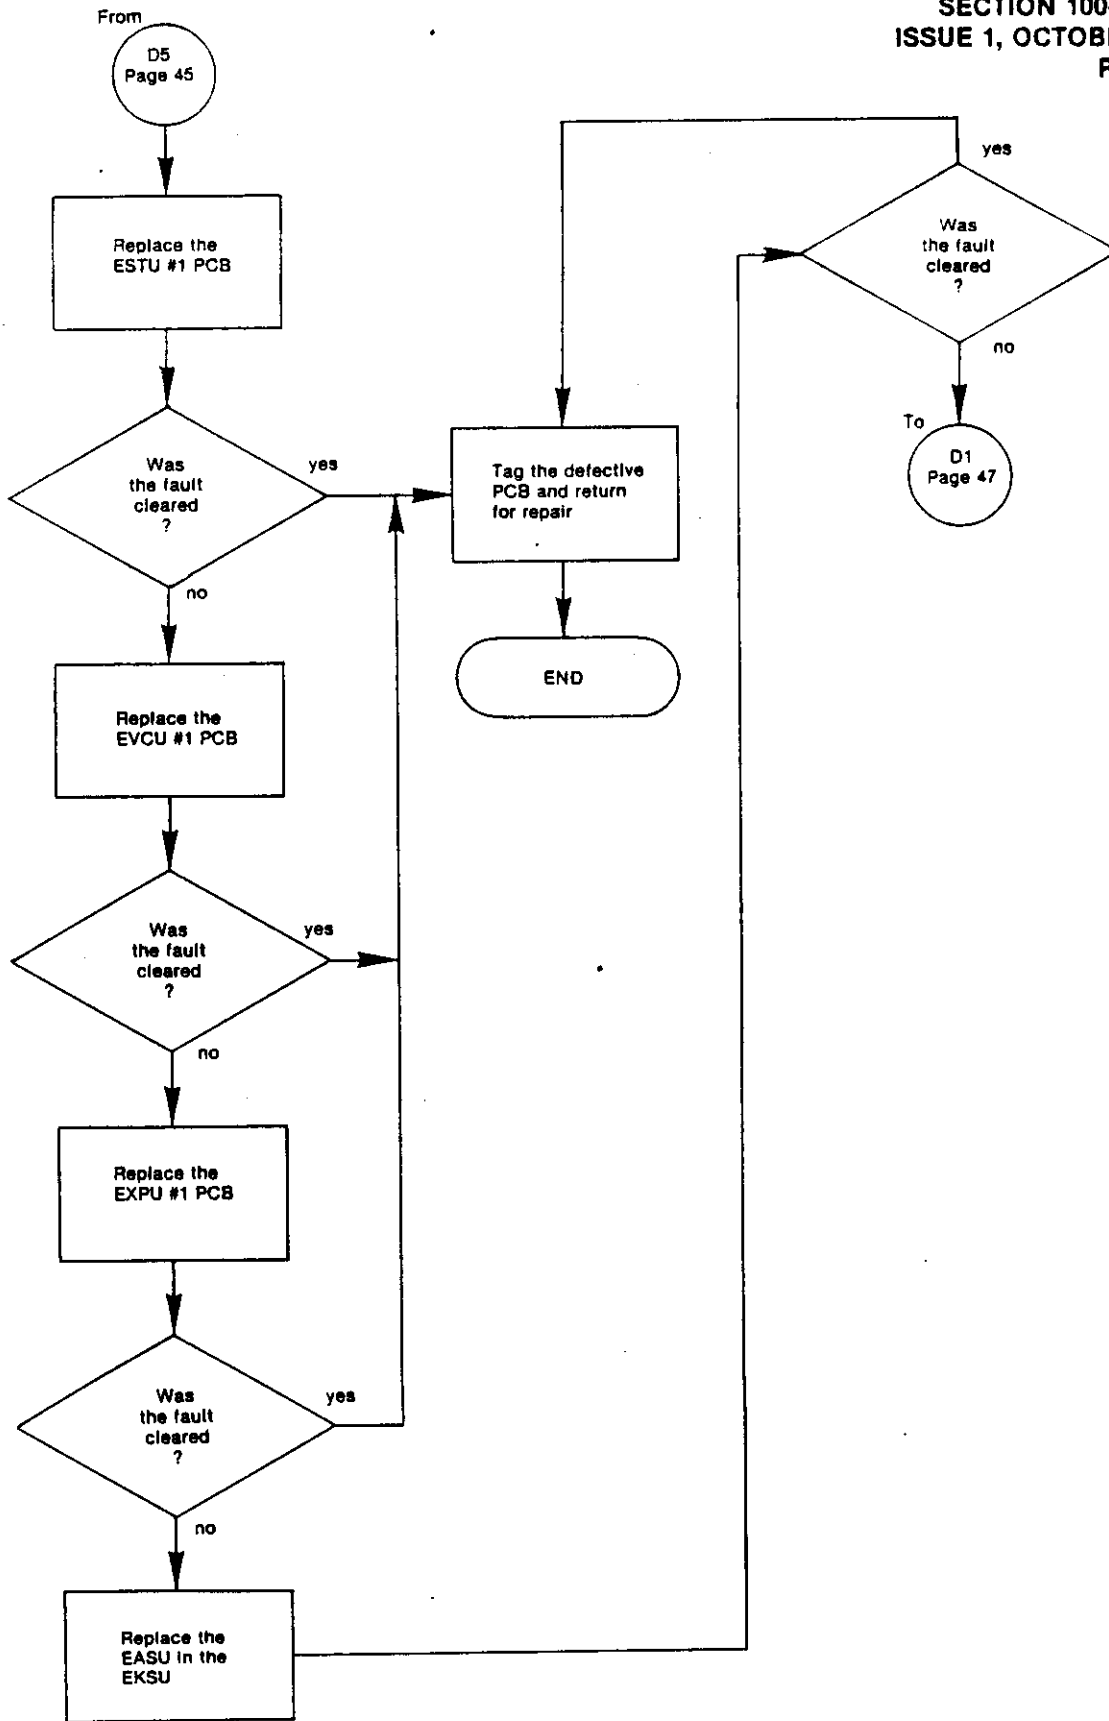 SECTION 100-
ISSUE 1, OCTOB
P
From
D5
Page 45
Replace the
ESTU #1 PCB
Was
the fault
cleared
?
yes
no
Replace the
EVCU #1 PCB
Was
the fault
cleared
?
yes
no
Replace the
EXPU #1 PCB
Was
the fault
cleared
?
yes
no
Replace the
EASU in the
EKSU
Tag the defective
PCB and return
for repair
END
Was
the fault
cleared
?
yes
no
To
D1
Page 47